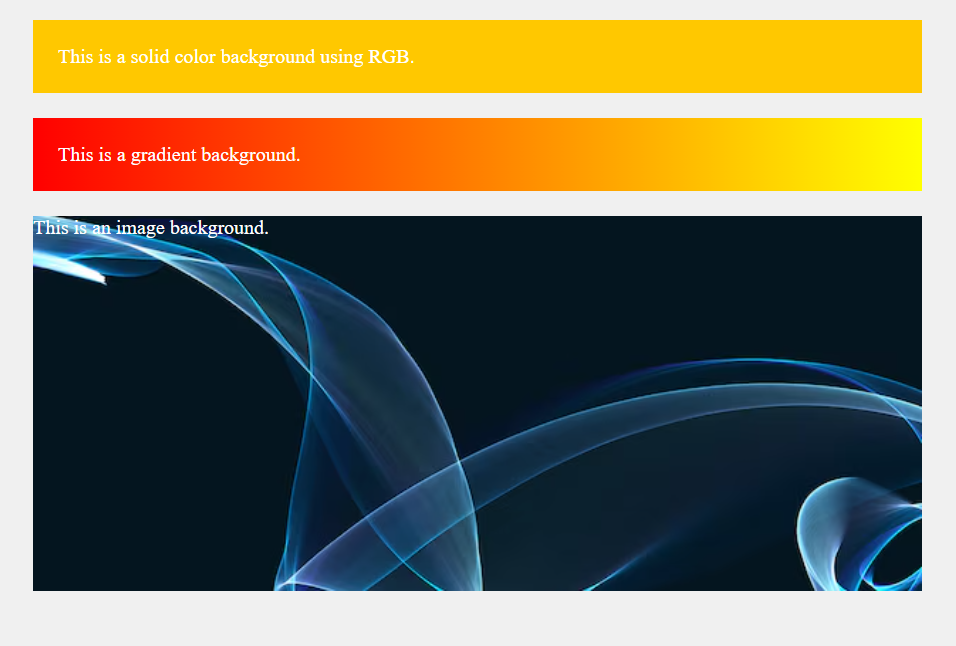 This is a solid color background using RGB.
This is a gradient background.
This is an image background.